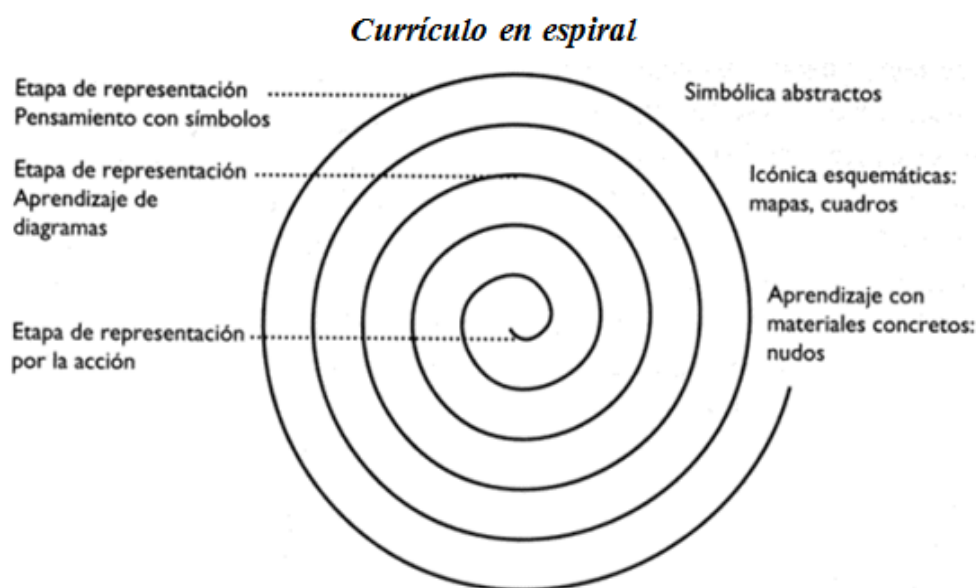 Currículo en espiral
Etapa de representación
Pensamiento con símbolos
Simbólica abstractos
Etapa de representación
Aprendizaje de
diagramas
Icónica esquemáticas:
mapas, cuadros
Etapa de representación
por la acción
Aprendizaje con
materiales concretos:
nudos